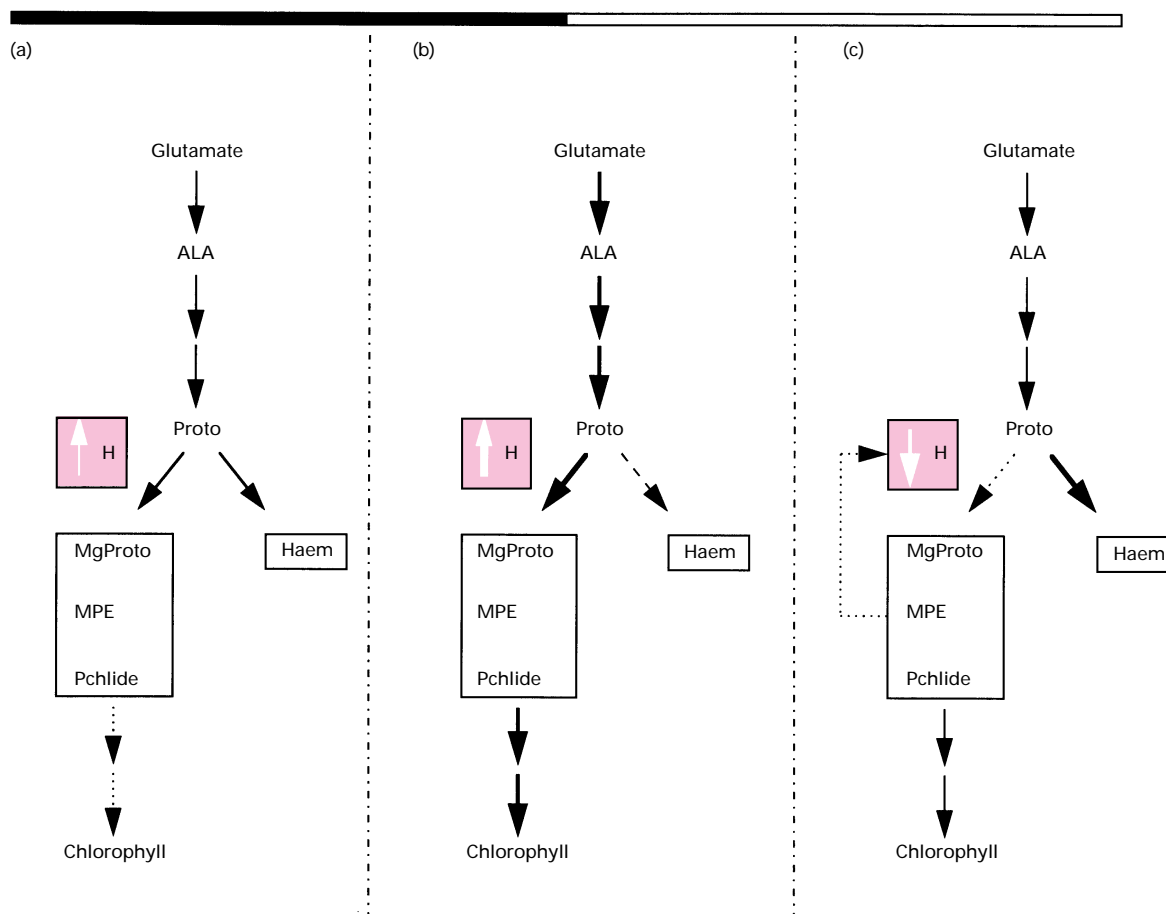 (a)
Glutamate
ALA
Proto
H
MgProto
Haem
MPE
Pchlide
Chlorophyll
(b)
Glutamate
ALA
Proto
H
MgProto
Haem
MPE
Pchlide
Chlorophyll
(c)
Glutamate
ALA
Proto
H
MgProto
Haem
MPE
Pchlide
Chlorophyll